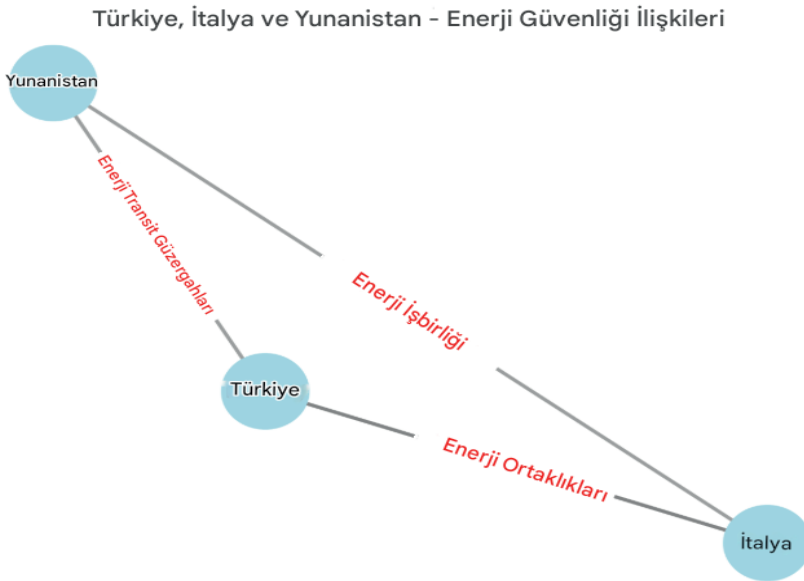 Türkiye, İtalya ve Yunanistan - Enerji Güvenliği İlişkileri
Yunanistan
Enerji Transit Güzergahları
Enerji İşbirliği
Türkiye
Enerji Ortaklıkları
İtalya